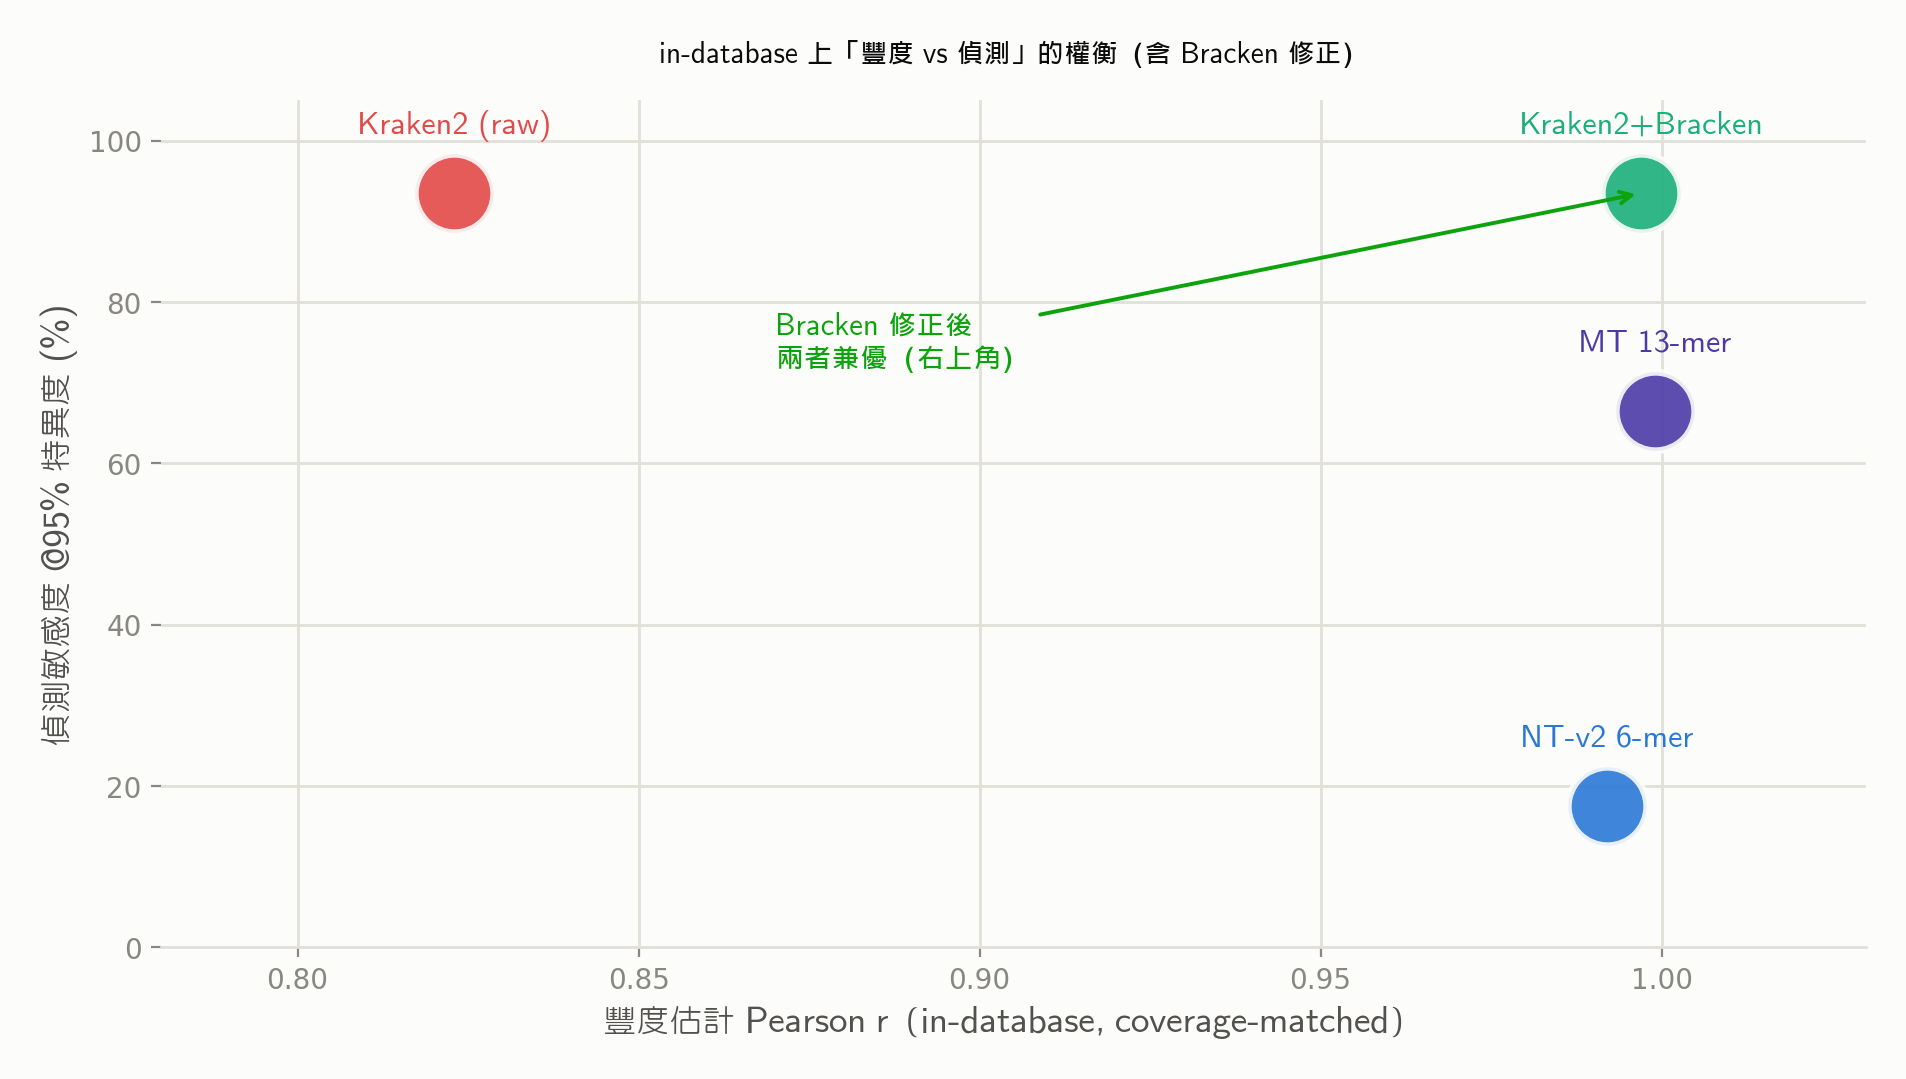 in-database 上「豐度 vs 偵測」的權衡 (含 Bracken 修正)
Kraken2 (raw)
Kraken2+Bracken
Bracken 修正後
兩者兼優 (右上角)
MT 13-mer
NT-v2 6-mer
偵測敏感度 @95% 特異度 (%)
100
80
60
40
20
0
0.80
0.85
0.90
0.95
1.00
豐度估計 Pearson r (in-database, coverage-matched)